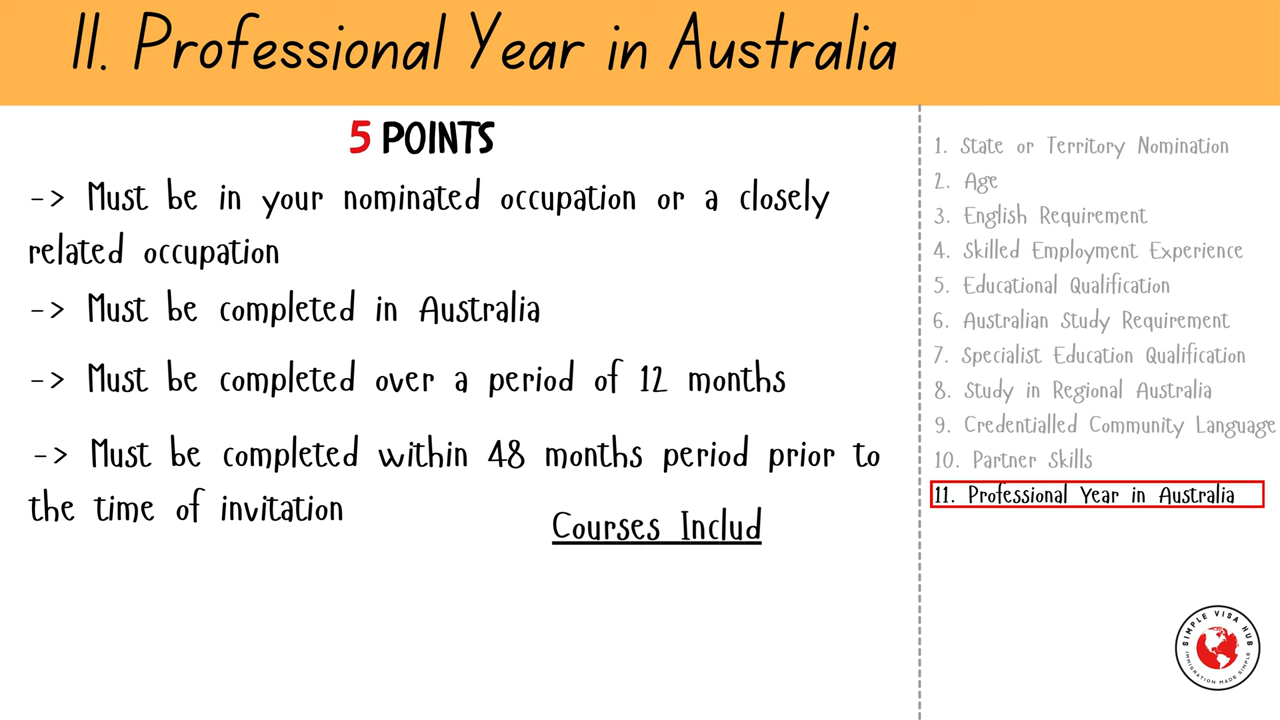 11. Professional Year in Australia
5 POINTS
-> Must be in your nominated occupation or a closely
related occupation
-> Must be completed in Australia
-> Must be completed over a period of 12 months
-> Must be completed within 48 months period prior to
the time of invitation
Courses Includ
1. State or Territory Nomination
2. Age
3. English Requirement
4. Skilled Employment Experience
5. Educational Qualification
6. Australian Study Requirement
7. Specialist Education Qualification
8. Study in Regional Australia
9. Credentialled Community Language
10. Partner Skills
11. Professional Year in Australia
SIMPLE VISA HUB
IMMIGRATION MADE SIMPLE